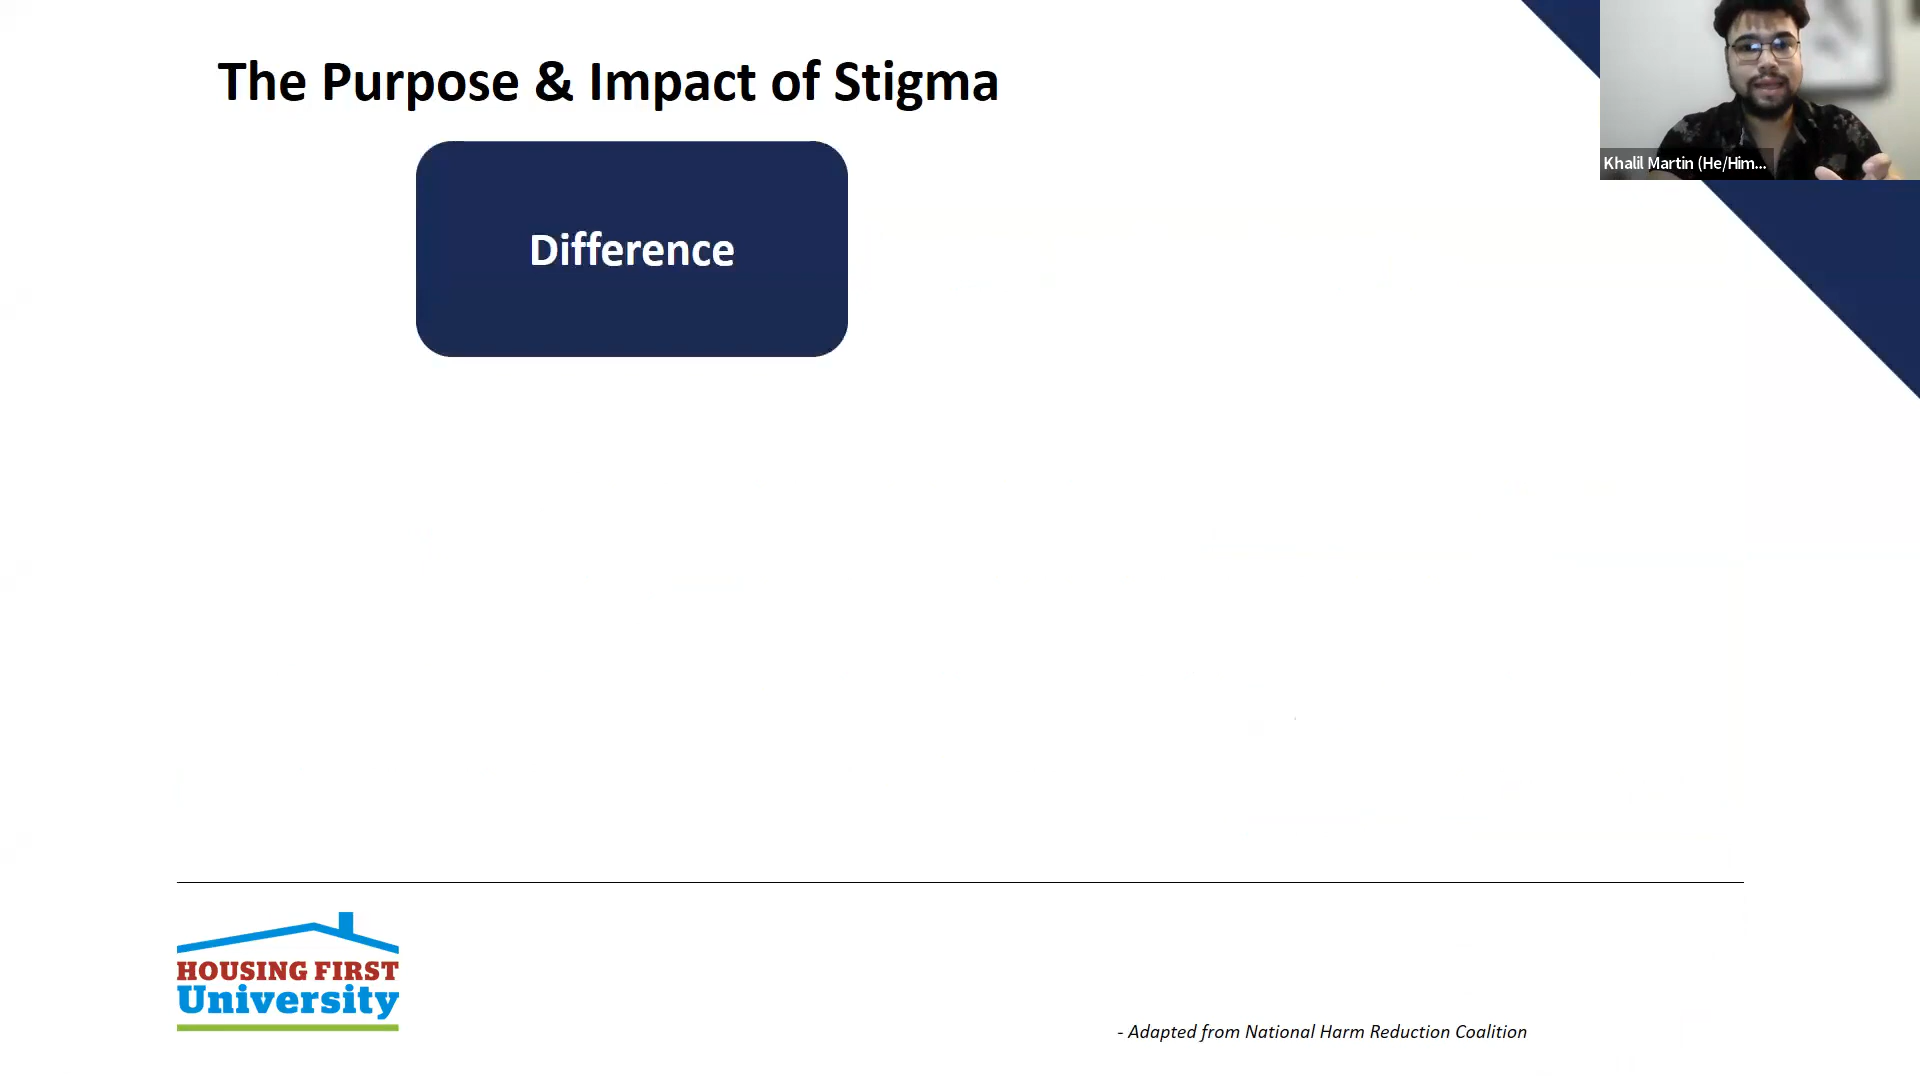 The Purpose & Impact of Stigma
Khalil Martin (He/Him...
Difference
HOUSING FIRST
University
- Adapted from National Harm Reduction Coalition